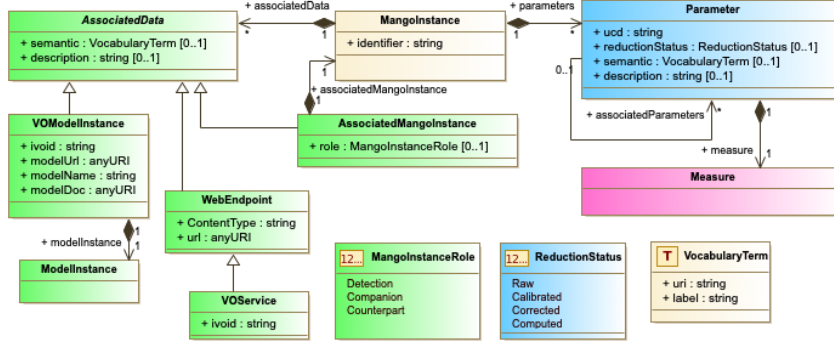 AssociatedData
+ semantic : VocabularyTerm [0..1]
+ description : string [0..1]
+ associatedData
*
1
MangoInstance
+ identifier : string
+ parameters
1
*
Parameter
+ ucd : string
+ reductionStatus : ReductionStatus [0..1]
+ semantic : VocabularyTerm [0..1]
+ description : string [0..1]
0..1
+ associatedParameters
*
1
+ measure
1
Measure
1
+ associatedMangoInstance
1
AssociatedMangoInstance
+ role : MangoInstanceRole [0..1]
VOModelInstance
+ ivoid : string
+ modelUrl : anyURI
+ modelName : string
+ modelDoc : anyURI
1
+ modelInstance
1
ModelInstance
WebEndpoint
+ ContentType : string
+ url : anyURI
VOService
+ ivoid : string
12... MangoInstanceRole
Detection
Companion
Counterpart
12... ReductionStatus
Raw
Calibrated
Corrected
Computed
T VocabularyTerm
+ uri : string
+ label : string